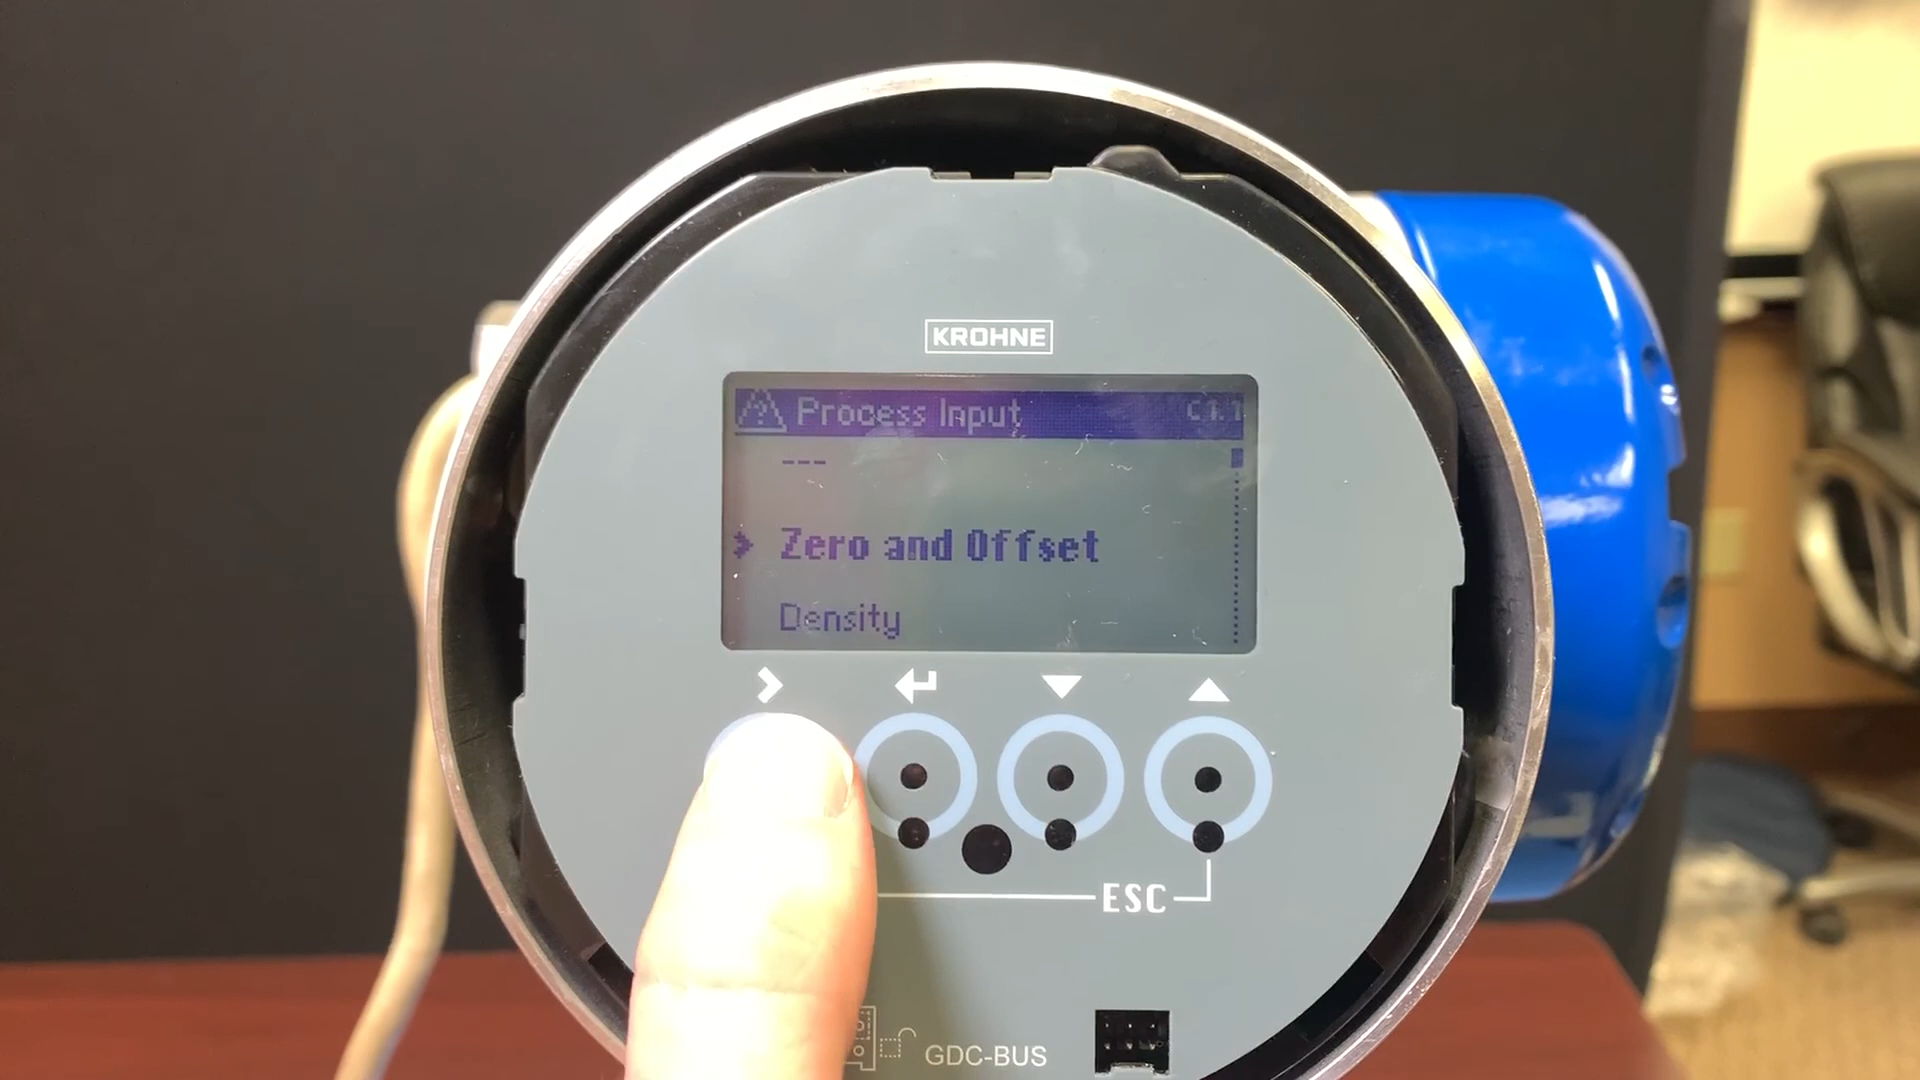 KROHNE
Process Input C1.1
---
> Zero and Offset
Density
ESC
GDC-BUS